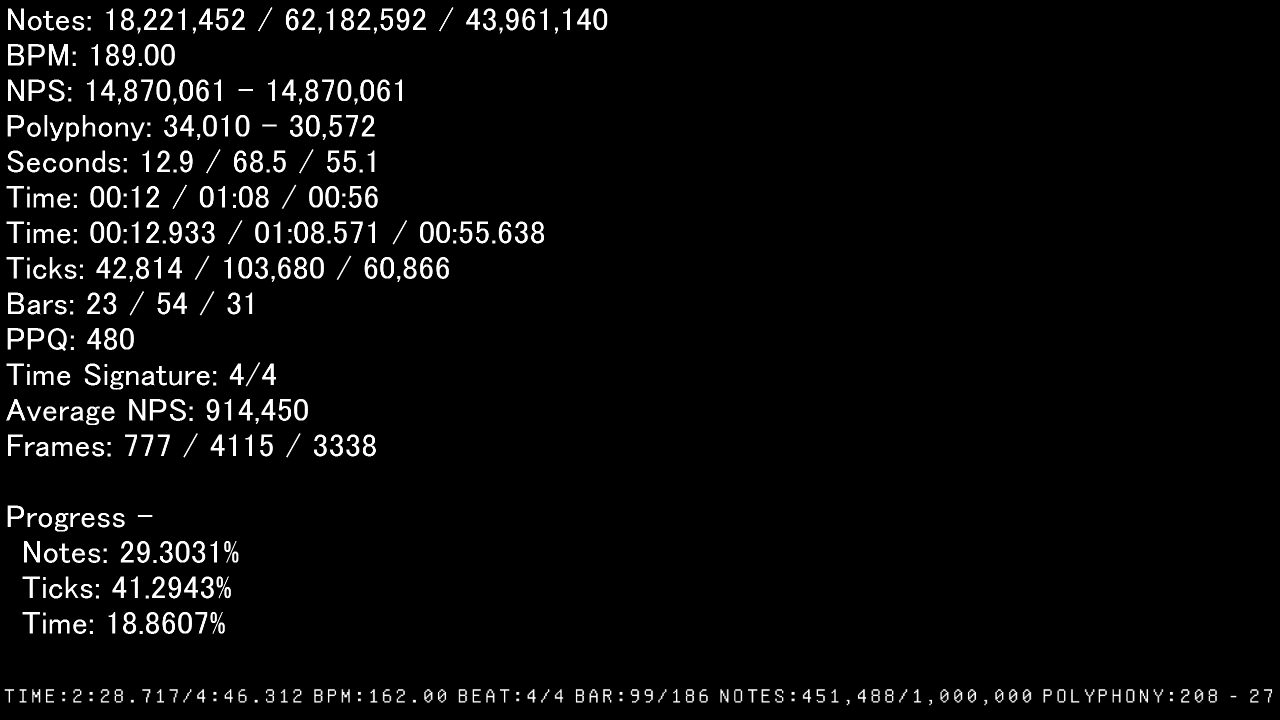 Notes: 18,221,452 / 62,182,592 / 43,961,140
BPM: 189.00
NPS: 14,870,061 - 14,870,061
Polyphony: 34,010 - 30,572
Seconds: 12.9 / 68.5 / 55.1
Time: 00:12 / 01:08 / 00:56
Time: 00:12.933 / 01:08.571 / 00:55.638
Ticks: 42,814 / 103,680 / 60,866
Bars: 23 / 54 / 31
PPQ: 480
Time Signature: 4/4
Average NPS: 914,450
Frames: 777 / 4115 / 3338
Progress -
Notes: 29.3031%
Ticks: 41.2943%
Time: 18.8607%
TIME:2:28.717/4:46.312 BPM:162.00 BEAT:4/4 BAR:99/186 NOTES:451,488/1,000,000 POLYPHONY:208 - 27